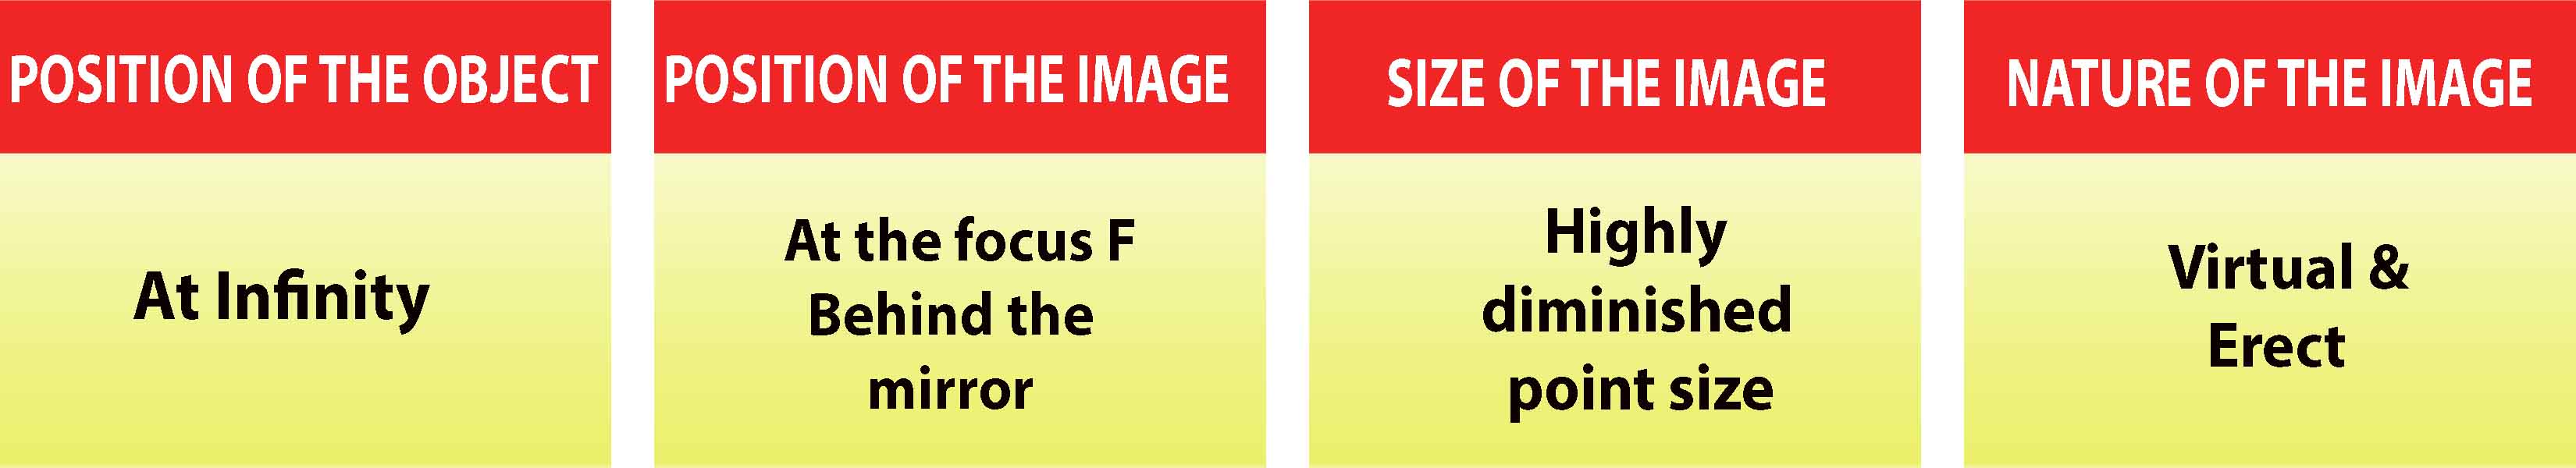 POSITION OF THE OBJECT
POSITION OF THE IMAGE
SIZE OF THE IMAGE
NATURE OF THE IMAGE
At Infinity
At the focus F
Behind the
mirror
Highly
diminished
point size
Virtual &
Erect